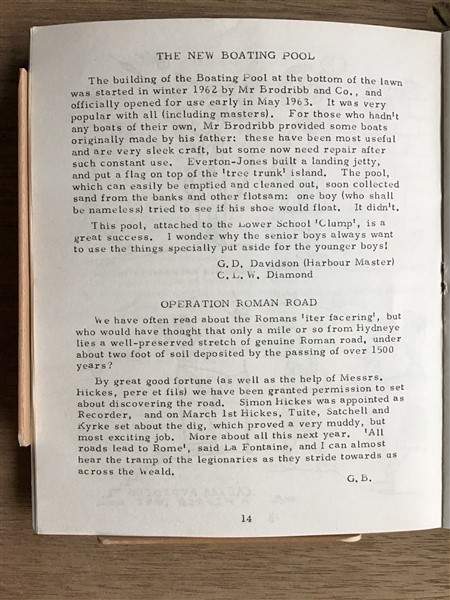 THE NEW BOATING POOL
The building of the Boating Pool at the bottom of the lawn
was started in winter 1962 by Mr Brodribb and Co., and
officially opened for use early in May 1963. It was very
popular with all (including masters). For those who hadn't
any boats of their own, Mr Brodribb provided some boats
originally made by his father: these have been most useful
and are very sleek craft, but some now need repair after
such constant use. Everton-Jones built a landing jetty,
and put a flag on top of the 'tree trunk' island. The pool,
which can easily be emptied and cleaned out, soon collected
sand from the banks and other flotsam: one boy (who shall
be nameless) tried to see if his shoe would float. It didn't.
This pool, attached to the Lower School 'Clump', is a
great success. I wonder why the senior boys always want
to use the things specially put aside for the younger boys!
G.D. Davidson (Harbour Master)
C.L.W. Diamond
OPERATION ROMAN ROAD
We have often read about the Romans 'iter facering', but
who would have thought that only a mile or so from Hydneye
lies a well-preserved stretch of genuine Roman road, under
about two foot of soil deposited by the passing of over 1500
years?
By great good fortune (as well as the help of Messrs.
Hickes, pere et fils) we have been granted permission to set
about discovering the road. Simon Hickes was appointed as
Recorder, and on March 1st Hickes, Tuite, Satchell and
Kyrke set about the dig, which proved a very muddy, but
most exciting job. More about all this next year. 'All
roads lead to Rome', said La Fontaine, and I can almost
hear the tramp of the legionaries as they stride towards us
across the Weald.
G.B.
14